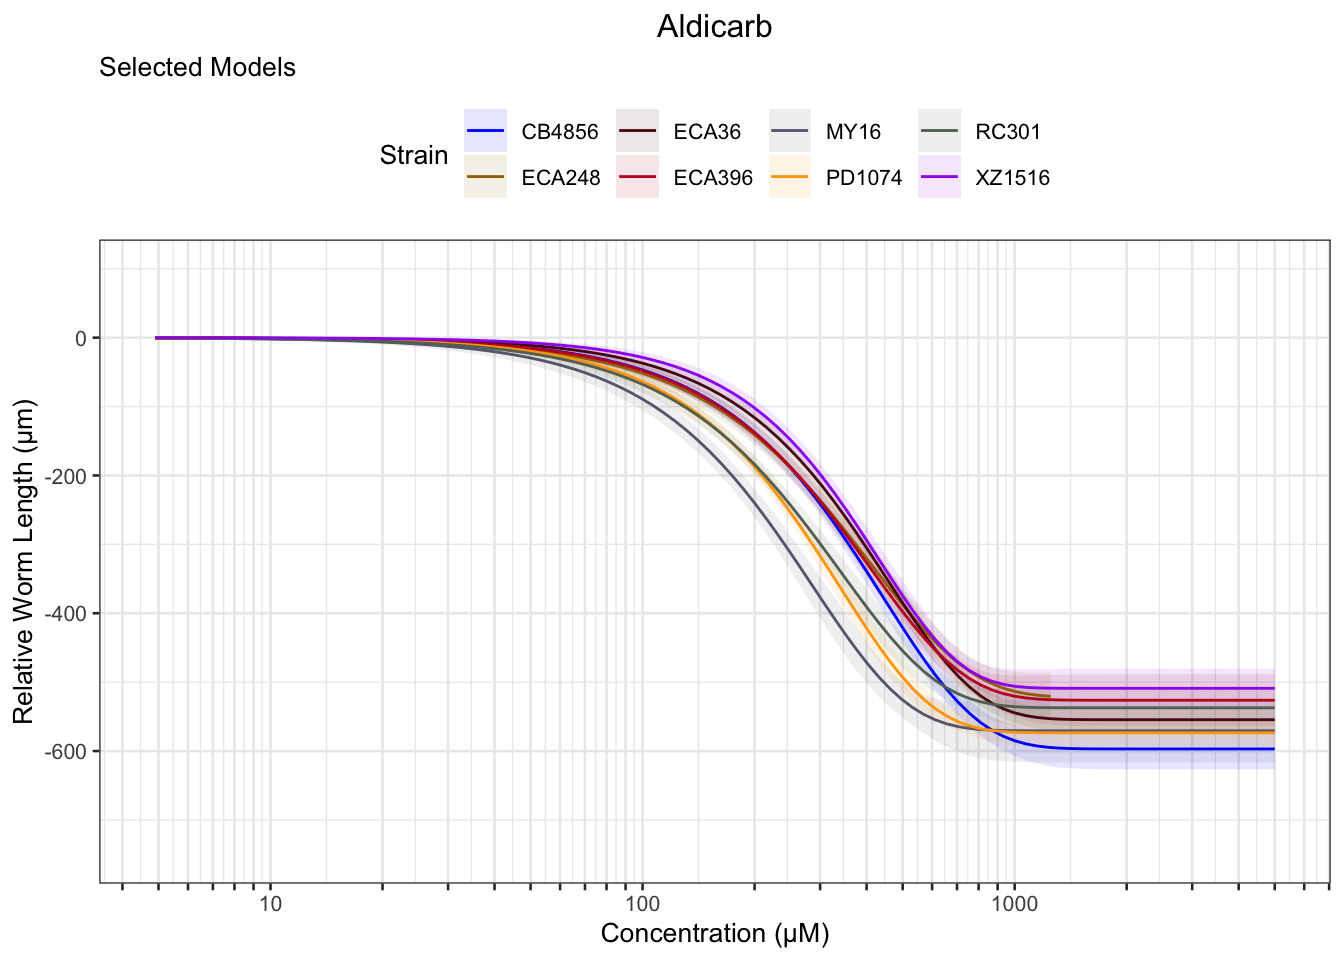 Aldicarb
Selected Models
Strain
CB4856 ECA36 MY16 RC301
ECA248 ECA396 PD1074 XZ1516
Relative Worm Length (µm)
0
-200
-400
-600
10 100 1000
Concentration (µM)